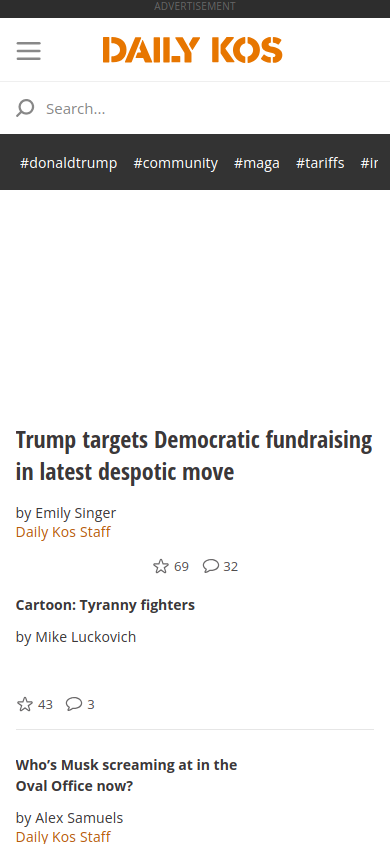 ADVERTISEMENT
DAILY KOS
Search...
#donaldtrump #community #maga #tariffs
Trump targets Democratic fundraising
in latest despotic move
by Emily Singer
Daily Kos Staff
69 32
Cartoon: Tyranny fighters
by Mike Luckovich
43 3
Who's Musk screaming at in the
Oval Office now?
by Alex Samuels
Daily Kos Staff